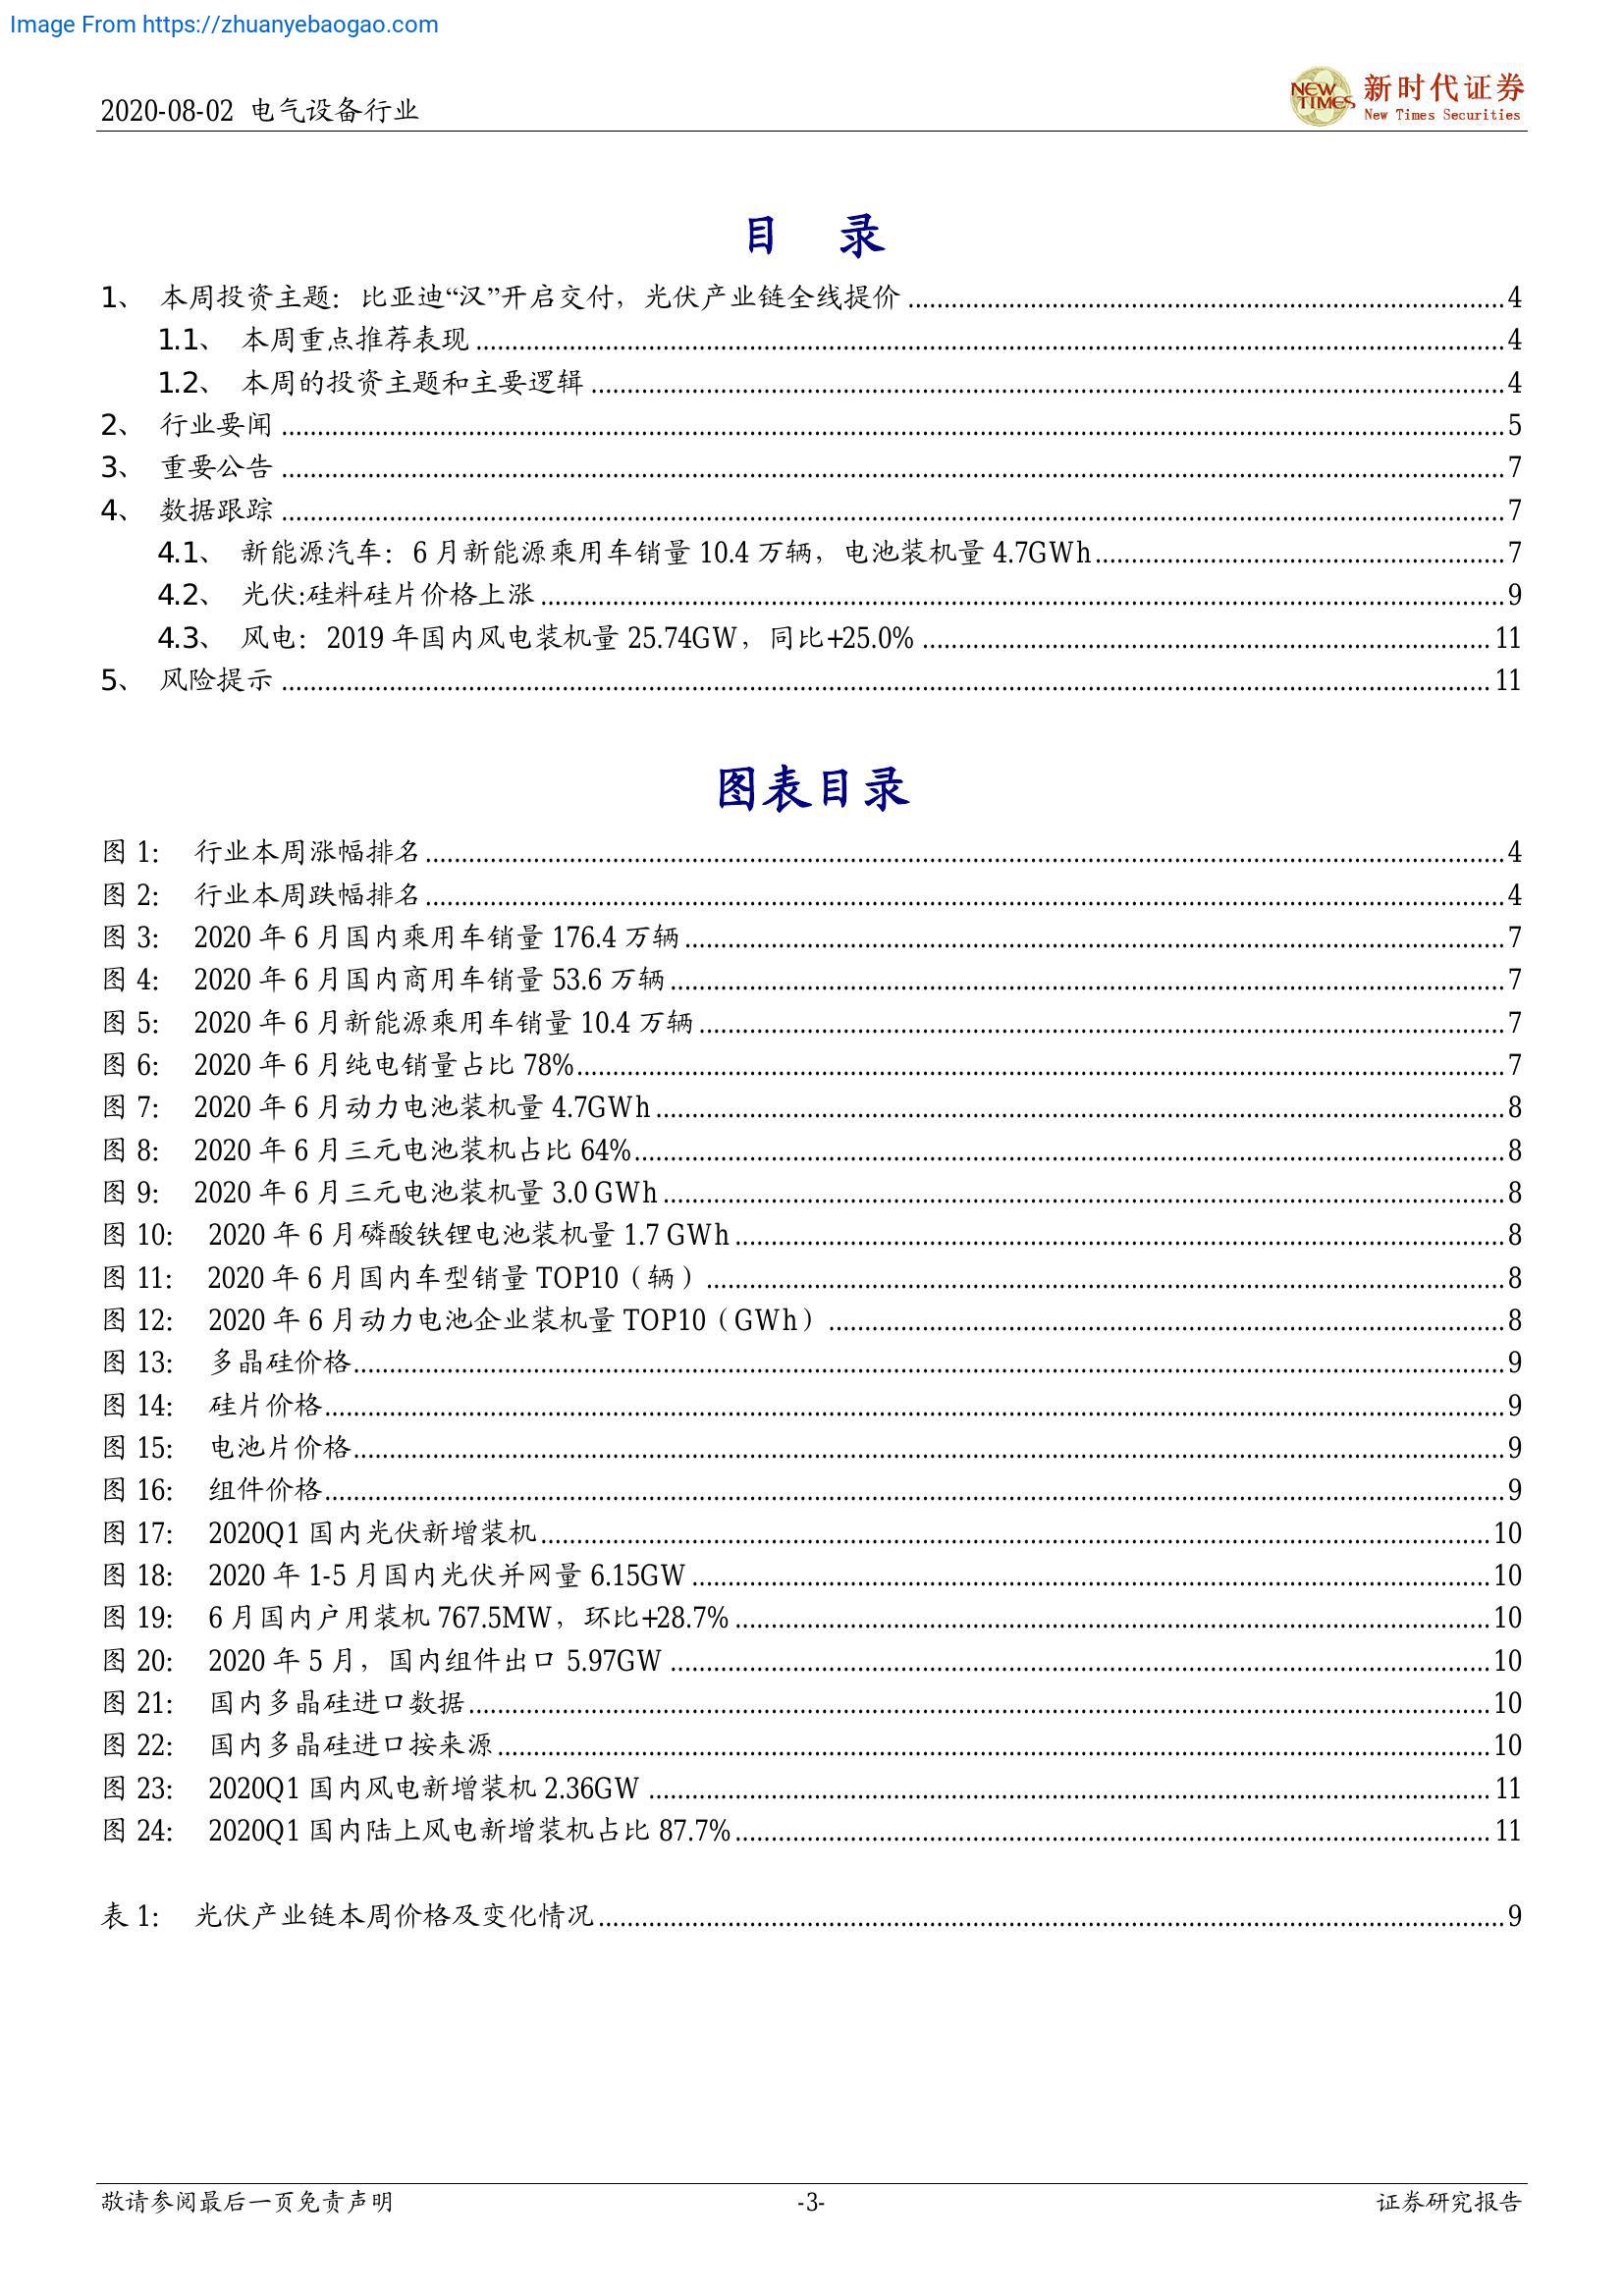 Image From https://zhuanyebaogao.com
2020-08-02 电气设备行业
NEW TIMES 新时代证券
New Times Securities
目 录
1、 本周投资主题：比亚迪“汉”开启交付，光伏产业链全线提价 4
1.1、 本周重点推荐表现 4
1.2、 本周的投资主题和主要逻辑 4
2、 行业要闻 5
3、 重要公告 7
4、 数据跟踪 7
4.1、 新能源汽车：6 月新能源乘用车销量 10.4 万辆，电池装机量 4.7GWh 7
4.2、 光伏:硅料硅片价格上涨 9
4.3、 风电：2019 年国内风电装机量 25.74GW，同比+25.0% 11
5、 风险提示 11
图表目录
图 1: 行业本周涨幅排名 4
图 2: 行业本周跌幅排名 4
图 3: 2020 年 6 月国内乘用车销量 176.4 万辆 7
图 4: 2020 年 6 月国内商用车销量 53.6 万辆 7
图 5: 2020 年 6 月新能源乘用车销量 10.4 万辆 7
图 6: 2020 年 6 月纯电销量占比 78% 7
图 7: 2020 年 6 月动力电池装机量 4.7GWh 8
图 8: 2020 年 6 月三元电池装机占比 64% 8
图 9: 2020 年 6 月三元电池装机量 3.0 GWh 8
图 10: 2020 年 6 月磷酸铁锂电池装机量 1.7 GWh 8
图 11: 2020 年 6 月国内车型销量 TOP10（辆） 8
图 12: 2020 年 6 月动力电池企业装机量 TOP10（GWh） 8
图 13: 多晶硅价格 9
图 14: 硅片价格 9
图 15: 电池片价格 9
图 16: 组件价格 9
图 17: 2020Q1 国内光伏新增装机 10
图 18: 2020 年 1-5 月国内光伏并网量 6.15GW 10
图 19: 6 月国内户用装机 767.5MW，环比+28.7% 10
图 20: 2020 年 5 月，国内组件出口 5.97GW 10
图 21: 国内多晶硅进口数据 10
图 22: 国内多晶硅进口按来源 10
图 23: 2020Q1 国内风电新增装机 2.36GW 11
图 24: 2020Q1 国内陆上风电新增装机占比 87.7% 11
表 1: 光伏产业链本周价格及变化情况 9
敬请参阅最后一页免责声明 -3- 证券研究报告